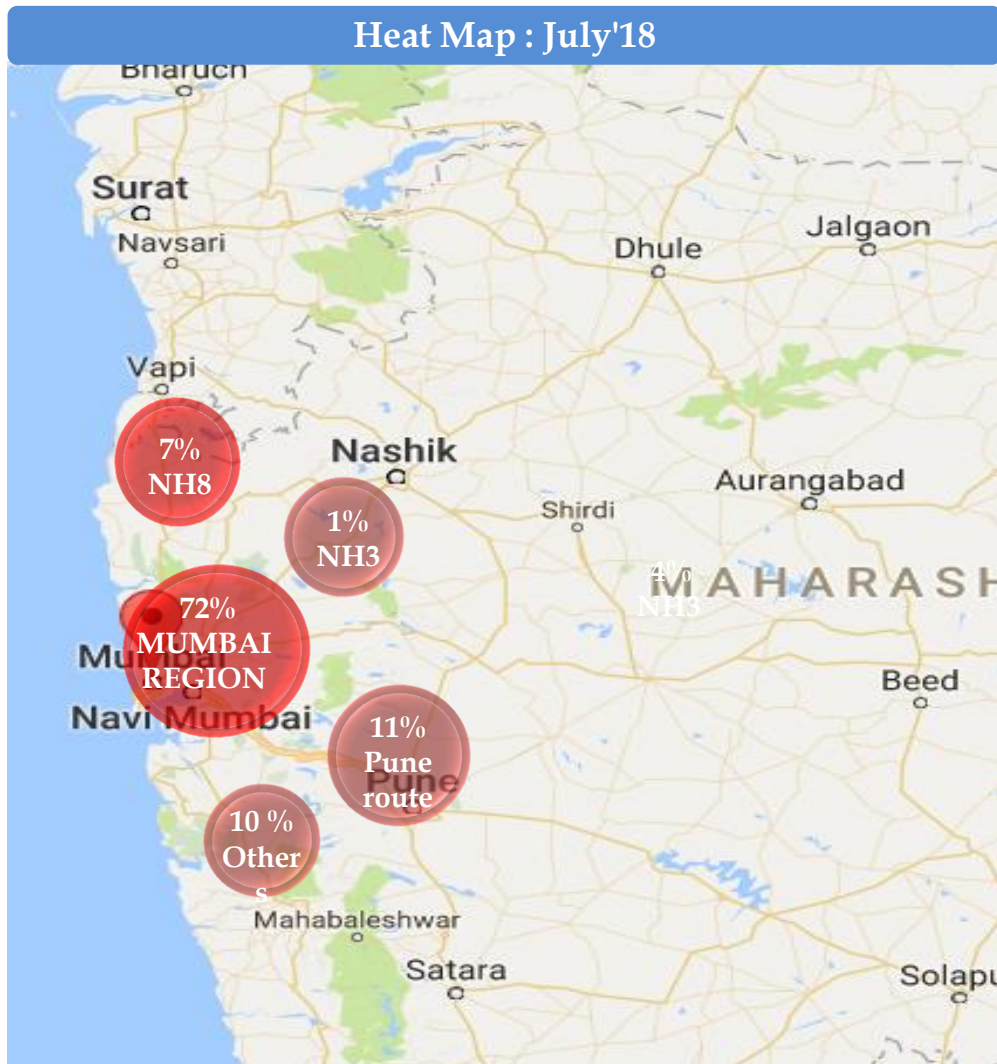 Heat Map : July'18
Bharuch
Surat
Navsari
Jalgaon
Dhule
Vapi
7%
NH8
Nashik
Aurangabad
Shirdi
1%
NH3
4%
NH3
MAHARASH
72%
MUMBAI
REGION
Mumbai
Navi Mumbai
Beed
11%
Pune
route
Pune
10 %
Other
s
Mahabaleshwar
Satara
Solapu